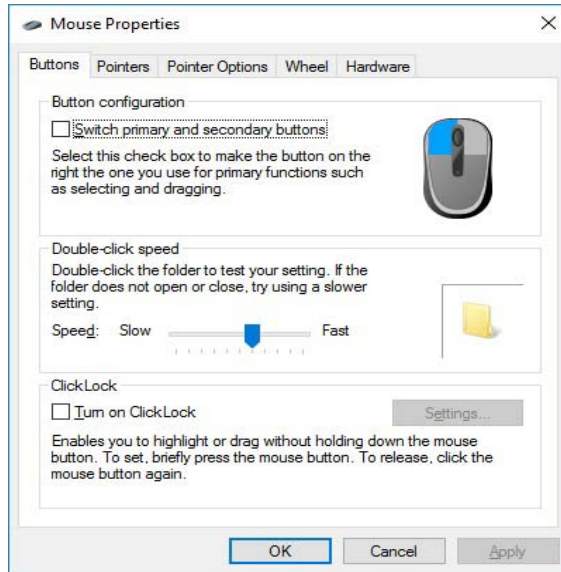 Mouse Properties
Buttons Pointers Pointer Options Wheel Hardware
Button configuration
Switch primary and secondary buttons
Select this check box to make the button on the
right the one you use for primary functions such
as selecting and dragging.
Double-click speed
Double-click the folder to test your setting. If the
folder does not open or close, try using a slower
setting.
Speed: Slow Fast
ClickLock
Turn on ClickLock Settings...
Enables you to highlight or drag without holding down the mouse
button. To set, briefly press the mouse button. To release, click the
mouse button again.
OK Cancel Apply